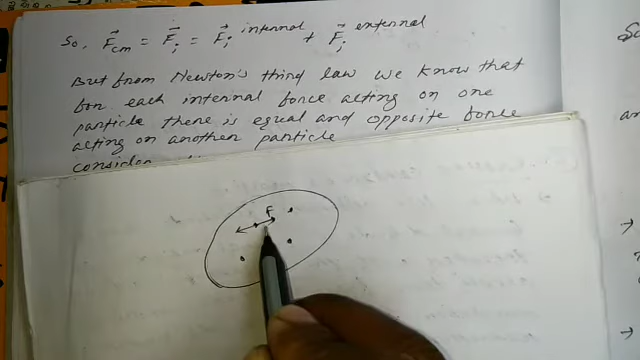 So, F⃗cm = F⃗i = F⃗i internal + F⃗i external
But from Newton's third law we know that
for each internal force acting on one
particle there is equal and opposite force
acting on another particle
consider
F